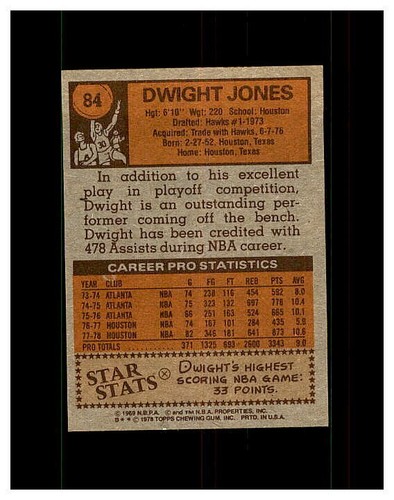 84
DWIGHT JONES
Hgt: 6'10" Wgt: 220 School: Houston
Drafted: Hawks #1-1973
Acquired: Trade with Hawks, 6-7-76
Born: 2-27-52, Houston, Texas
Home: Houston, Texas
In addition to his excellent
play in playoff competition,
Dwight is an outstanding per-
former coming off the bench.
Dwight has been credited with
478 Assists during NBA career.
CAREER PRO STATISTICS
YEAR CLUB G FG FT REB PTS AVG
73-74 ATLANTA NBA 74 238 116 454 592 8.0
74-75 ATLANTA NBA 75 323 132 697 778 10.4
75-76 ATLANTA NBA 66 251 163 524 665 10.1
76-77 HOUSTON NBA 74 167 101 284 435 5.9
77-78 HOUSTON NBA 82 346 181 641 873 10.6
PRO TOTALS 371 1325 693 2600 3343 9.0
STAR
STATS
DWIGHT'S HIGHEST
SCORING NBA GAME:
33 POINTS.
© 1969 N.B.P.A. © and ™ N.B.A. PROPERTIES, INC.
D * * © 1978 TOPPS CHEWING GUM, INC. PRTD. IN U.S.A.